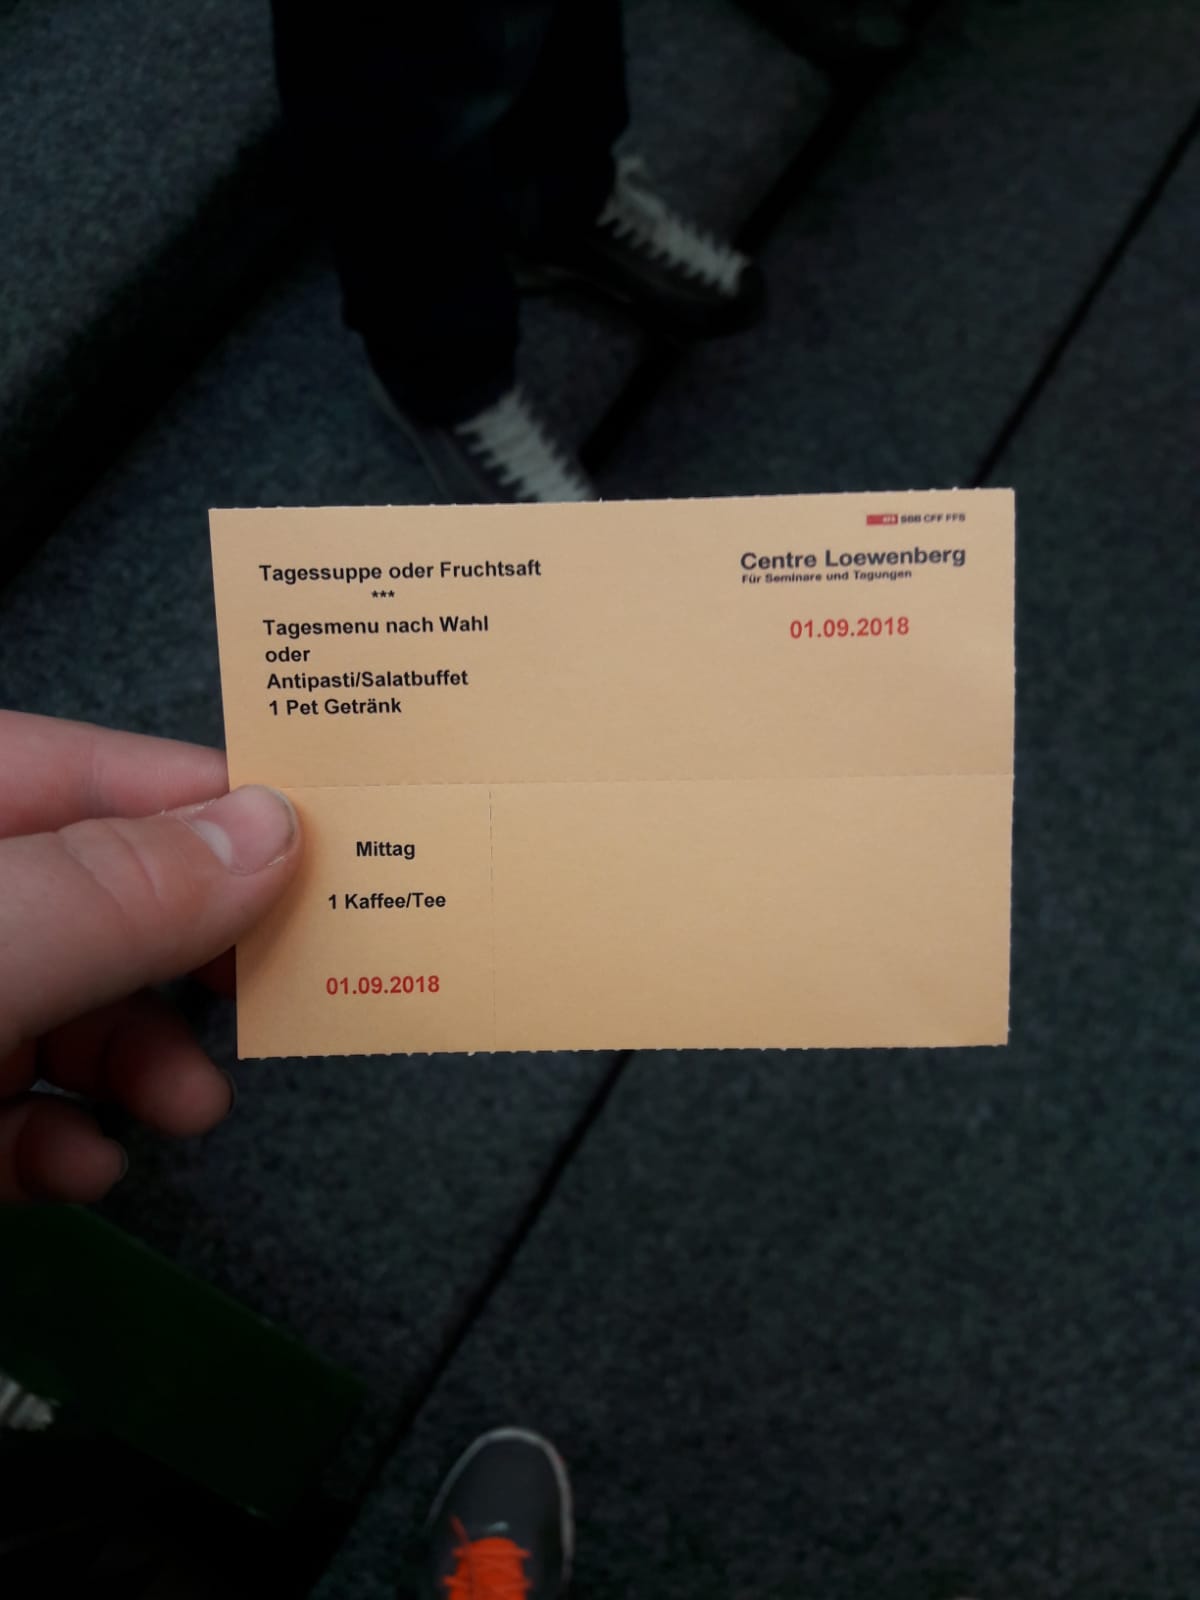 SBB CFF FFS
Centre Loewenberg
Für Seminare und Tagungen
01.09.2018
Tagessuppe oder Fruchtsaft
***
Tagesmenu nach Wahl
oder
Antipasti/Salatbuffet
1 Pet Getränk
Mittag
1 Kaffee/Tee
01.09.2018